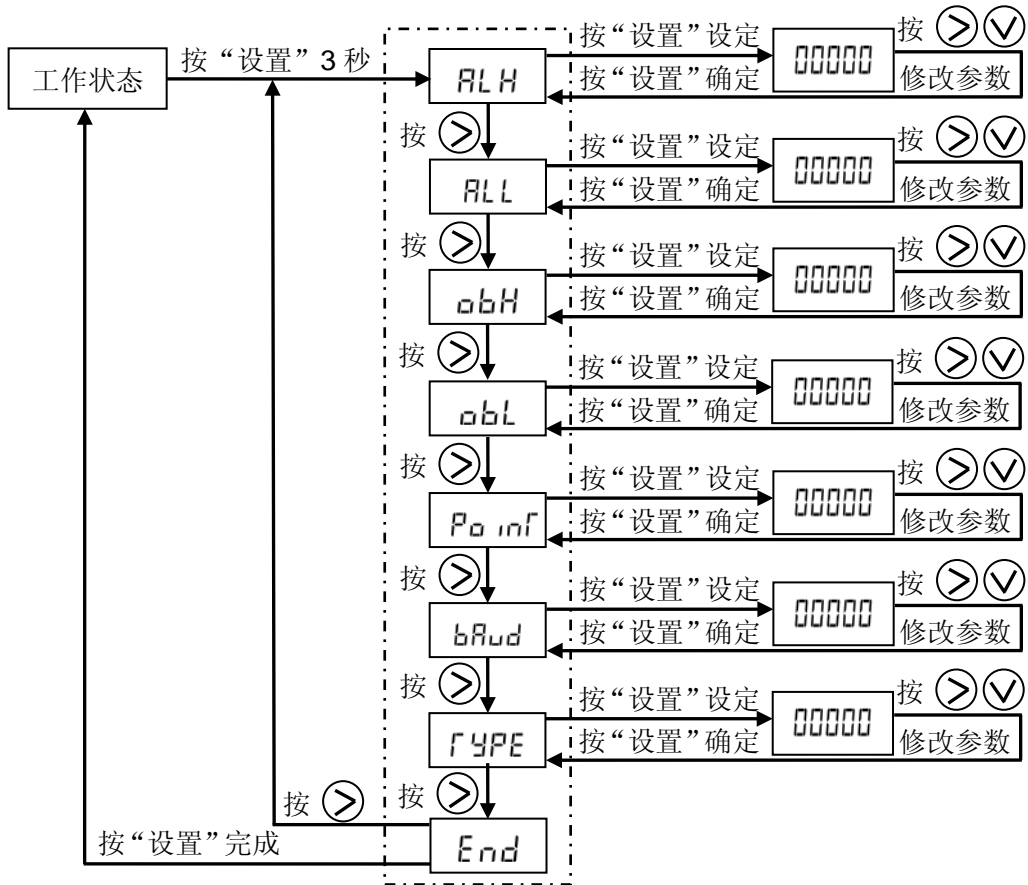 工作状态
按“设置”3秒
ALH
按“设置”设定
00000
按
按“设置”确定
修改参数
按
ALL
按“设置”设定
00000
按
按“设置”确定
修改参数
按
obH
按“设置”设定
00000
按
按“设置”确定
修改参数
按
obL
按“设置”设定
00000
按
按“设置”确定
修改参数
按
PoinT
按“设置”设定
00000
按
按“设置”确定
修改参数
按
bAud
按“设置”设定
00000
按
按“设置”确定
修改参数
按
TYPE
按“设置”设定
00000
按
按“设置”确定
修改参数
按
按
End
按“设置”完成